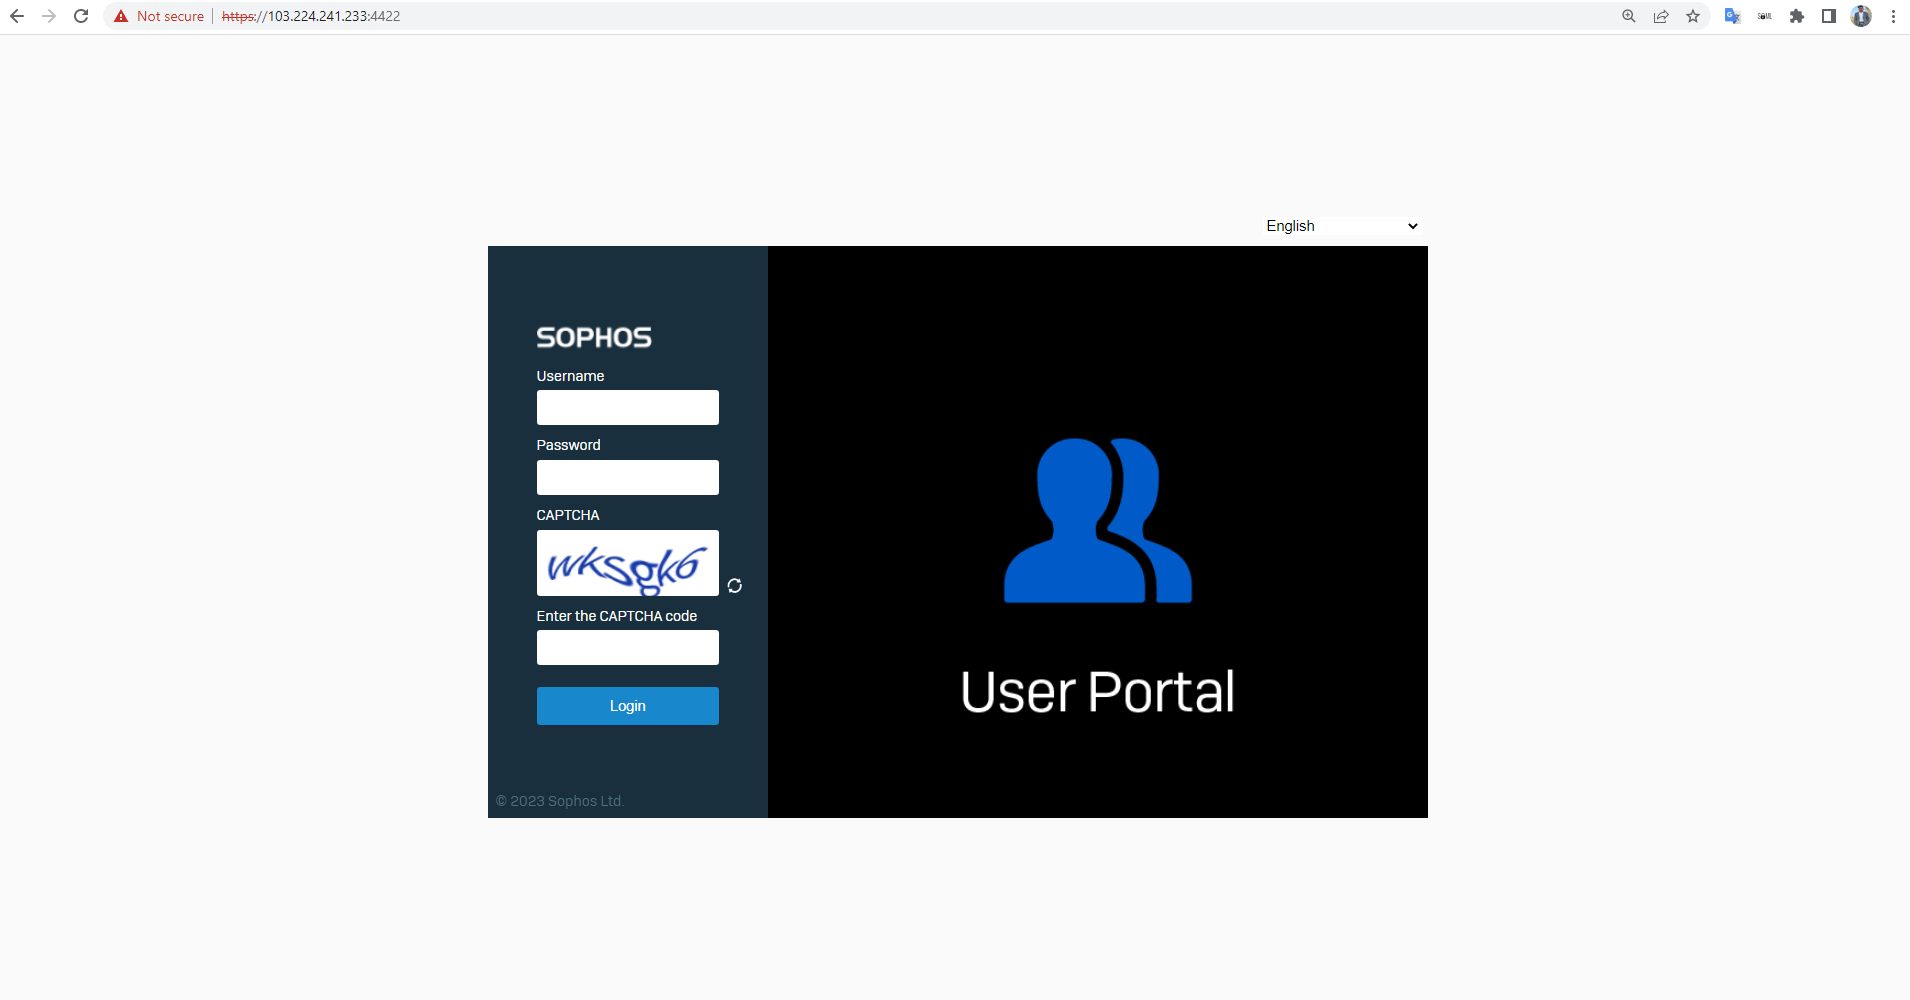 Not secure https://103.224.241.233:4422
English
SOPHOS
Username
Password
CAPTCHA
wksgk6
Enter the CAPTCHA code
Login
© 2023 Sophos Ltd.
User Portal